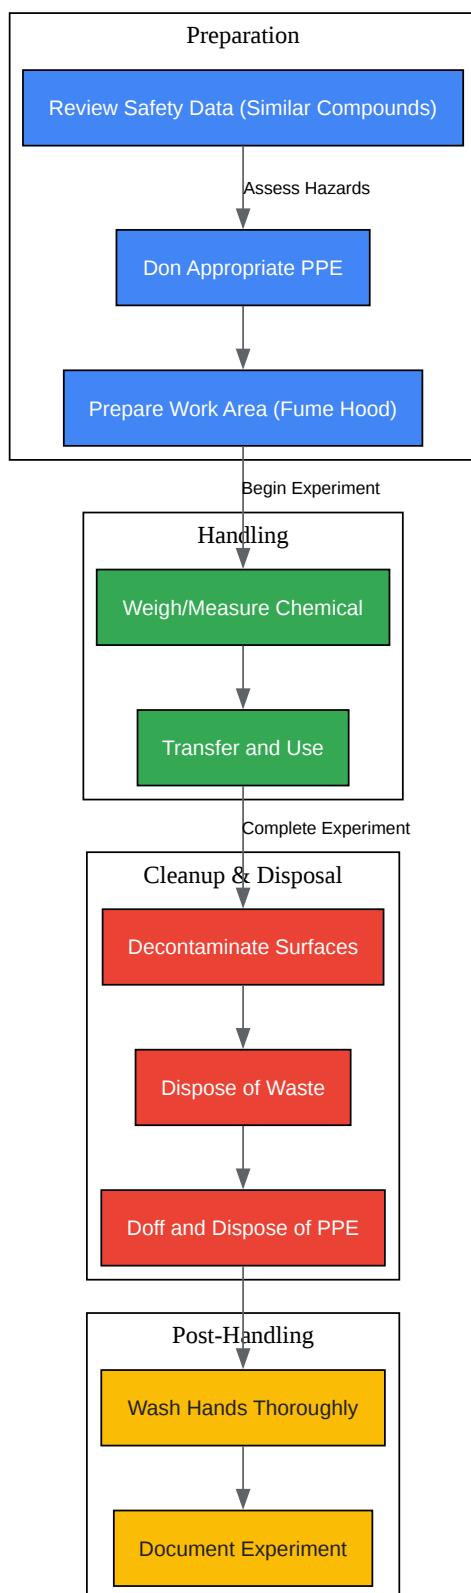 Preparation
Review Safety Data (Similar Compounds)
Assess Hazards
Don Appropriate PPE
Prepare Work Area (Fume Hood)
Begin Experiment
Handling
Weigh/Measure Chemical
Transfer and Use
Complete Experiment
Cleanup & Disposal
Decontaminate Surfaces
Dispose of Waste
Doff and Dispose of PPE
Post-Handling
Wash Hands Thoroughly
Document Experiment